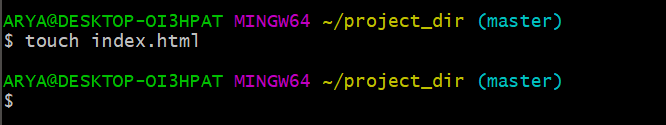 ARYA@DESKTOP-OI3HPAT MINGW64 ~/project_dir (master)
$ touch index.html
ARYA@DESKTOP-OI3HPAT MINGW64 ~/project_dir (master)
$